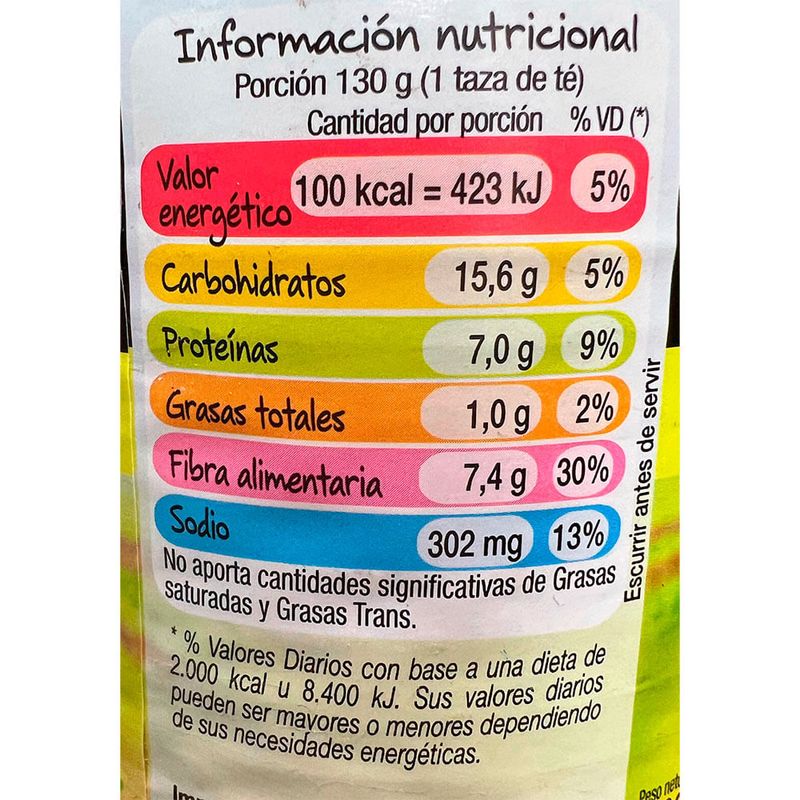 Información nutricional
Porción 130 g (1 taza de té)
Cantidad por porción % VD (*)
Valor energético 100 kcal = 423 kJ 5%
Carbohidratos 15,6 g 5%
Proteínas 7,0 g 9%
Grasas totales 1,0 g 2%
Fibra alimentaria 7,4 g 30%
Sodio 302 mg 13%
No aporta cantidades significativas de Grasas
saturadas y Grasas Trans.
* % Valores Diarios con base a una dieta de
2.000 kcal u 8.400 kJ. Sus valores diarios
pueden ser mayores o menores dependiendo
de sus necesidades energéticas.
Escurrir antes de servir
Peso